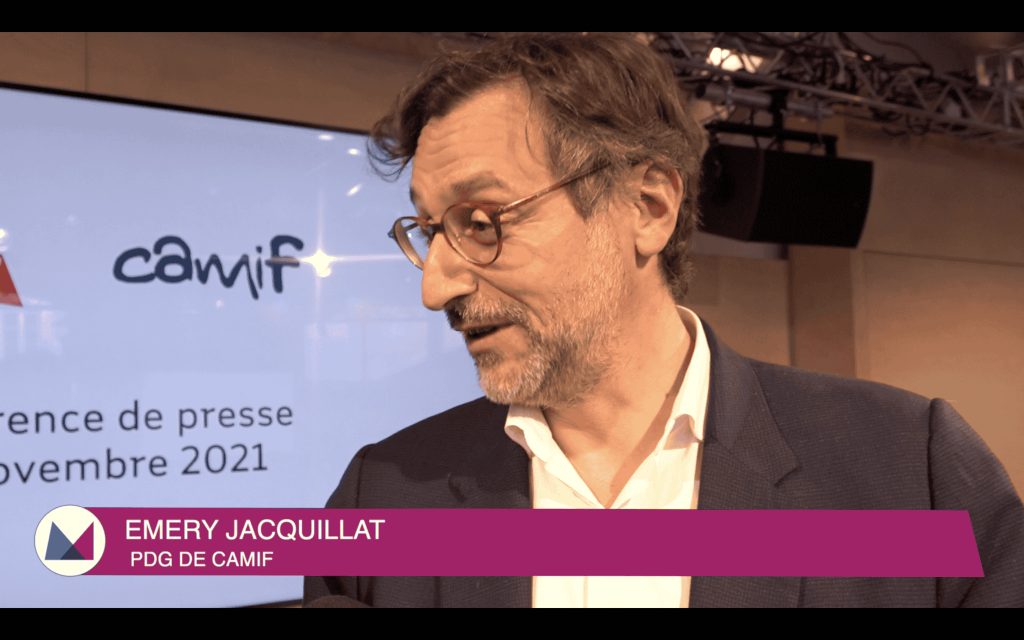 camif
rence de presse
ovembre 2021
EMERY JACQUILLAT
PDG DE CAMIF